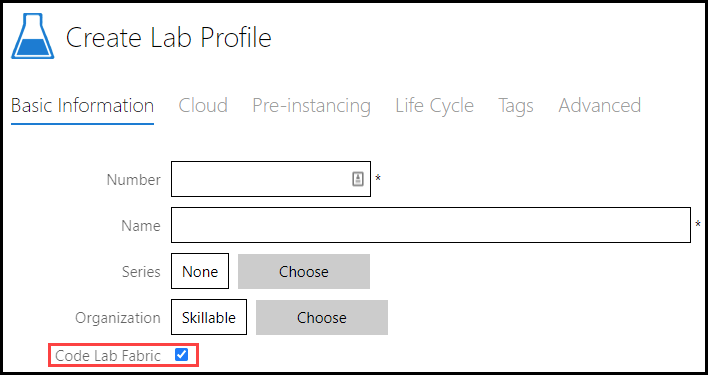 Create Lab Profile
Basic Information Cloud Pre-instancing Life Cycle Tags Advanced
Number *
Name *
Series None Choose
Organization Skillable Choose
Code Lab Fabric